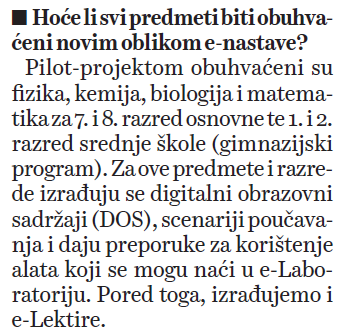 ■ Hoće li svi predmeti biti obuhva-
ćeni novim oblikom e-nastave?
Pilot-projektom obuhvaćeni su
fizika, kemija, biologija i matema-
tika za 7. i 8. razred osnovne te 1. i 2.
razred srednje škole (gimnazijski
program). Za ove predmete i razre-
de izrađuju se digitalni obrazovni
sadržaji (DOS), scenariji poučava-
nja i daju preporuke za korištenje
alata koji se mogu naći u e-Labo-
ratoriju. Pored toga, izrađujemo i
e-Lektire.